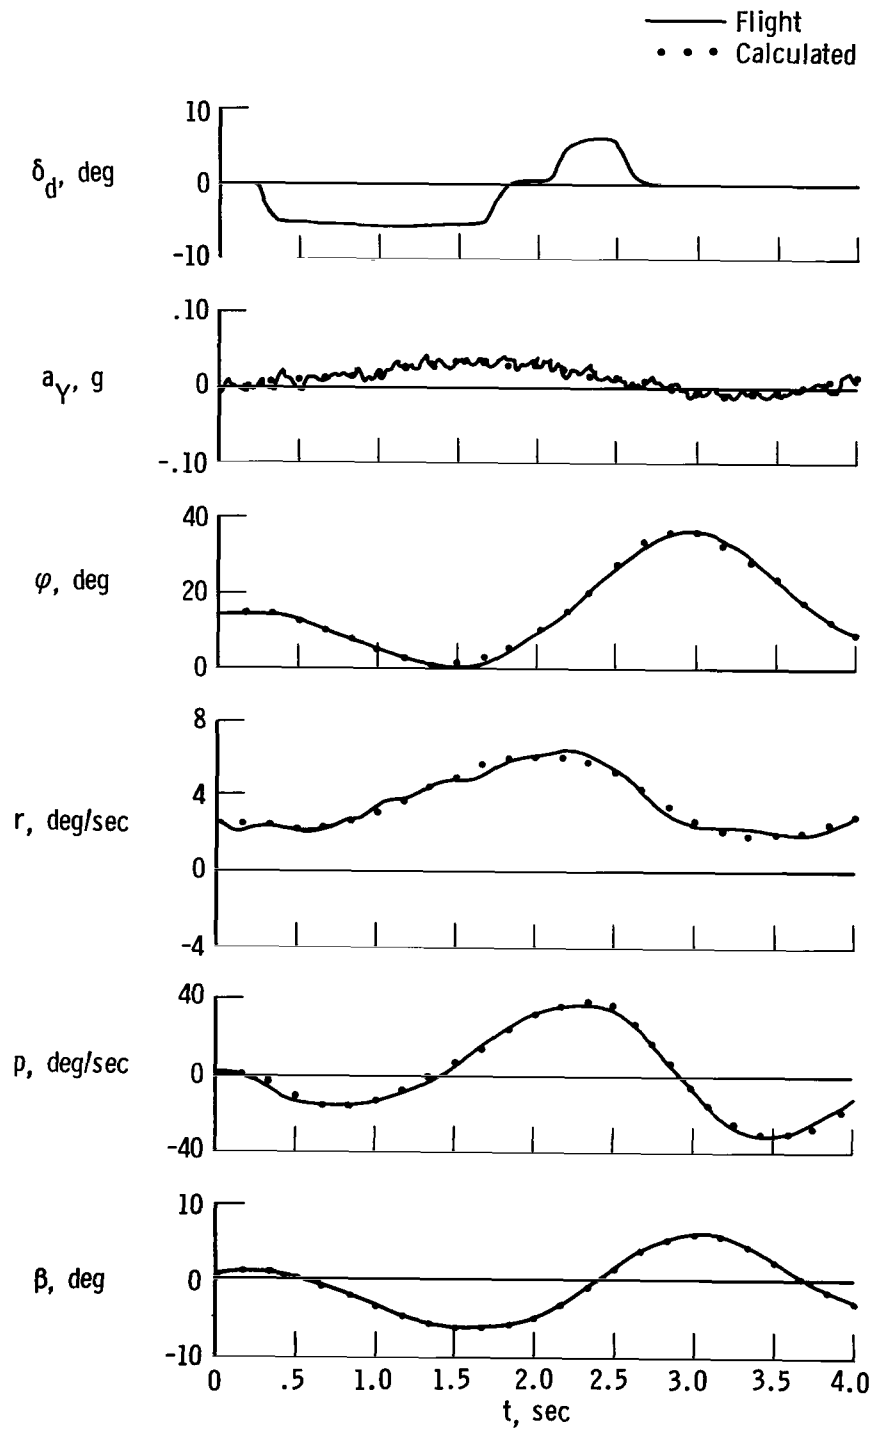 Flight
Calculated
10
δd, deg
0
-10
.10
aY, g
0
-.10
40
φ, deg
20
0
8
4
r, deg/sec
0
-4
40
p, deg/sec
0
-40
10
β, deg
0
-10
0 .5 1.0 1.5 2.0 2.5 3.0 3.5 4.0
t, sec